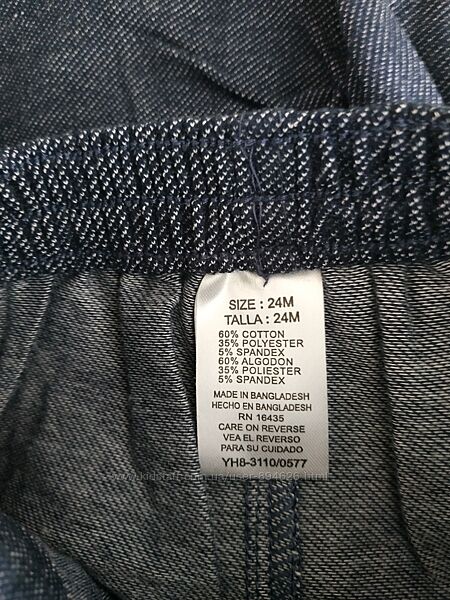 SIZE : 24M
TALLA : 24M
60% COTTON
35% POLYESTER
5% SPANDEX
60% ALGODON
35% POLIESTER
5% SPANDEX
MADE IN BANGLADESH
HECHO EN BANGLADESH
RN 16435
CARE ON REVERSE
VEA EL REVERSO
PARA SU CUIDADO
YH8-3110/0577